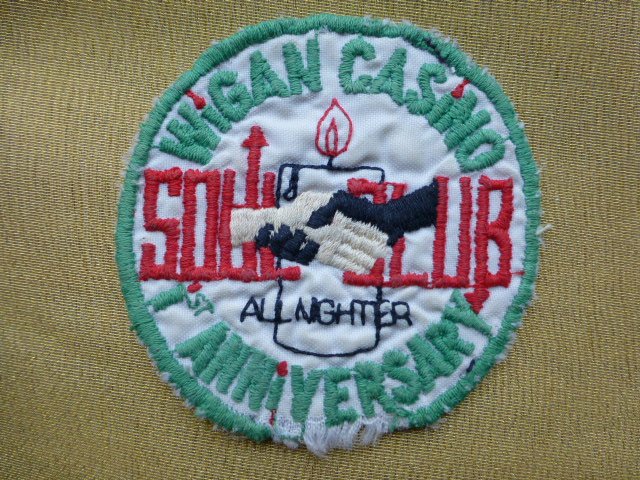 WiGAN CASiNO
SOUL CLUB
ALL NIGHTER
1ST ANNiVERSARY